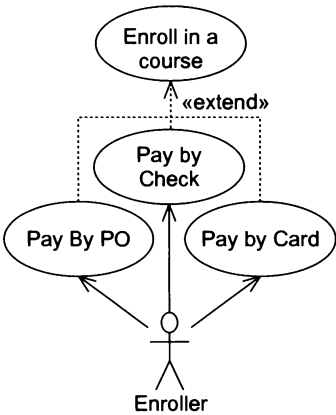 Enroll in a
course
«extend»
Pay by
Check
Pay By PO
Pay by Card
Enroller